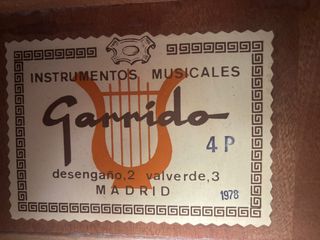 INSTRUMENTOS MUSICALES
Garrido
4 P
desengaño, 2 valverde, 3
MADRID
1978